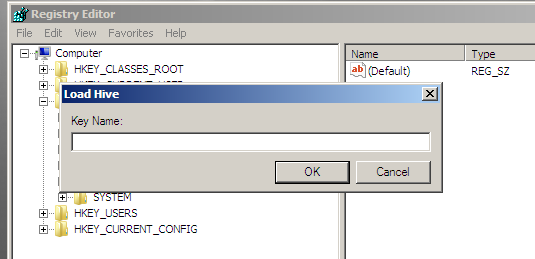 Registry Editor
File Edit View Favorites Help
Computer
HKEY_CLASSES_ROOT
Name Type
(Default) REG_SZ
Load Hive
Key Name:
OK Cancel
SYSTEM
HKEY_USERS
HKEY_CURRENT_CONFIG